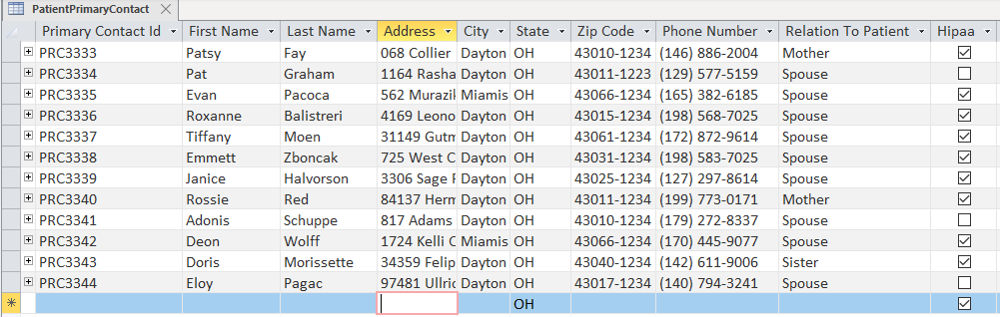 PatientPrimaryContact
Primary Contact Id First Name Last Name Address City State Zip Code Phone Number Relation To Patient Hipaa
PRC3333 Patsy Fay 068 Collier Dayton OH 43010-1234 (146) 886-2004 Mother
PRC3334 Pat Graham 1164 Rasha Dayton OH 43011-1223 (129) 577-5159 Spouse
PRC3335 Evan Pacoca 562 Murazik Miamis OH 43066-1234 (165) 382-6185 Spouse
PRC3336 Roxanne Balistreri 4169 Leono Dayton OH 43015-1234 (198) 568-7025 Spouse
PRC3337 Tiffany Moen 31149 Gutm Dayton OH 43061-1234 (172) 872-9614 Spouse
PRC3338 Emmett Zboncak 725 West C Dayton OH 43031-1234 (198) 583-7025 Spouse
PRC3339 Janice Halvorson 3306 Sage F Dayton OH 43025-1234 (127) 297-8614 Spouse
PRC3340 Rossie Red 84137 Herm Dayton OH 43011-1234 (199) 773-0171 Mother
PRC3341 Adonis Schuppe 817 Adams Dayton OH 43010-1234 (179) 272-8337 Spouse
PRC3342 Deon Wolff 1724 Kelli C Miamis OH 43066-1234 (170) 445-9077 Spouse
PRC3343 Doris Morissette 34359 Felip Dayton OH 43040-1234 (142) 611-9006 Sister
PRC3344 Eloy Pagac 97481 Ullric Dayton OH 43017-1234 (140) 794-3241 Spouse
OH